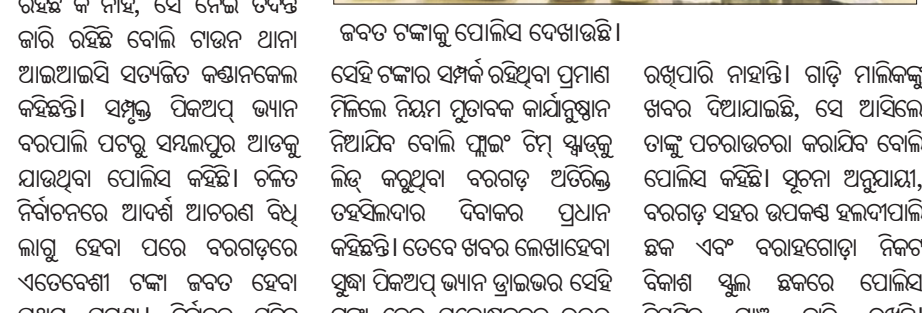 ଜାରି ରହିଛି ବୋଲି ଟାଉନ ଥାନା
ଆଇଆଇସି ସତ୍ୟଜିତ କଣ୍ଡାନକେଲ
କହିଛନ୍ତି। ସମ୍ପୃକ୍ତ ପିକଅପ୍ ଭ୍ୟାନ
ବରପାଲି ପଟରୁ ସମ୍ବଲପୁର ଆଡକୁ
ଯାଉଥିବା ପୋଲିସ କହିଛି। ଚଳିତ
ନିର୍ବାଚନରେ ଆଦର୍ଶ ଆଚରଣ ବିଧି
ଲାଗୁ ହେବା ପରେ ବରଗଡ଼ରେ
ଏତେବେଶୀ ଟଙ୍କା ଜବତ ହେବା
ଜବତ ଟଙ୍କାକୁ ପୋଲିସ ଦେଖାଉଛି।
ସେହି ଟଙ୍କାର ସମ୍ପର୍କ ରହିଥିବା ପ୍ରମାଣ
ମିଳିଲେ ନିୟମ ମୁତାବକ କାର୍ଯାନୁଷ୍ଠାନ
ନିଆଯିବ ବୋଲି ଫ୍ଲାଇଂ ଟିମ୍ ସ୍କ୍ୱାଡ୍‌କୁ
ଲିଡ୍ କରୁଥିବା ବରଗଡ଼ ଅତିରିକ୍ତ
ତହସିଲଦାର ଦିବାକର ପ୍ରଧାନ
କହିଛନ୍ତି। ତେବେ ଖବର ଲେଖାହେବା
ସୁଦ୍ଧା ପିକଅପ୍ ଭ୍ୟାନ ଡ୍ରାଇଭର ସେହି
ରଖିପାରି ନାହାନ୍ତି। ଗାଡ଼ି ମାଲିକଙ୍କୁ
ଖବର ଦିଆଯାଇଛି, ସେ ଆସିଲେ
ତାଙ୍କୁ ପଚରାଉଚରା କରାଯିବ ବୋଲି
ପୋଲିସ କହିଛି। ସୂଚନା ଅନୁଯାୟୀ,
ବରଗଡ଼ ସହର ଉପକଣ୍ଠ ହଳଦୀପାଲି
ଛକ ଏବଂ ବରାହଗୋଡ଼ା ନିକଟ
ବିକାଶ ସ୍କୁଲ ଛକରେ ପୋଲିସ